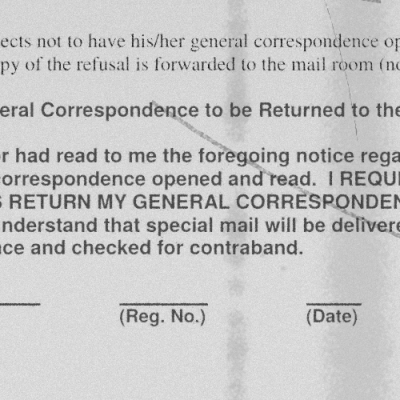 ects not to have his/her general correspondence op
py of the refusal is forwarded to the mail room (no
eral Correspondence to be Returned to the
r had read to me the foregoing notice rega
correspondence opened and read. I REQU
S RETURN MY GENERAL CORRESPONDEN
nderstand that special mail will be delivere
nce and checked for contraband.
(Reg. No.) (Date)